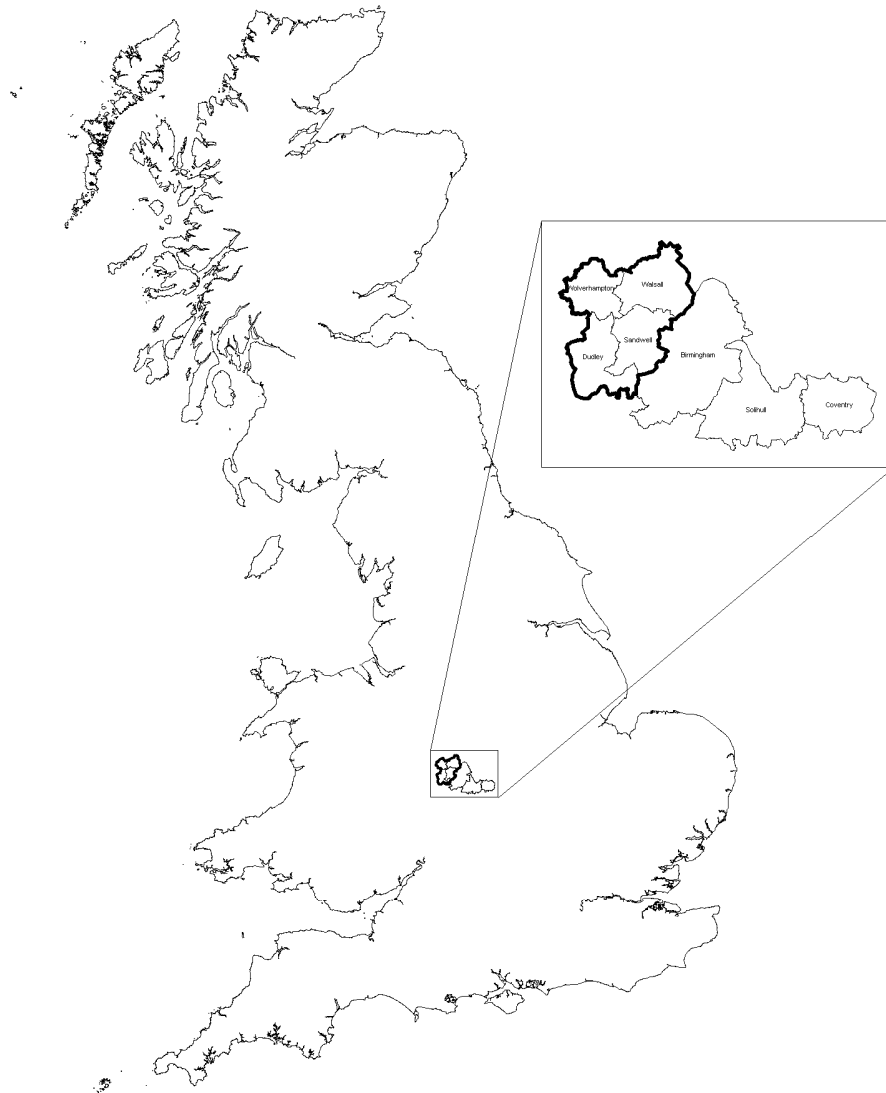 Wolverhampton
Walsall
Sandwell
Dudley
Birmingham
Solihull
Coventry